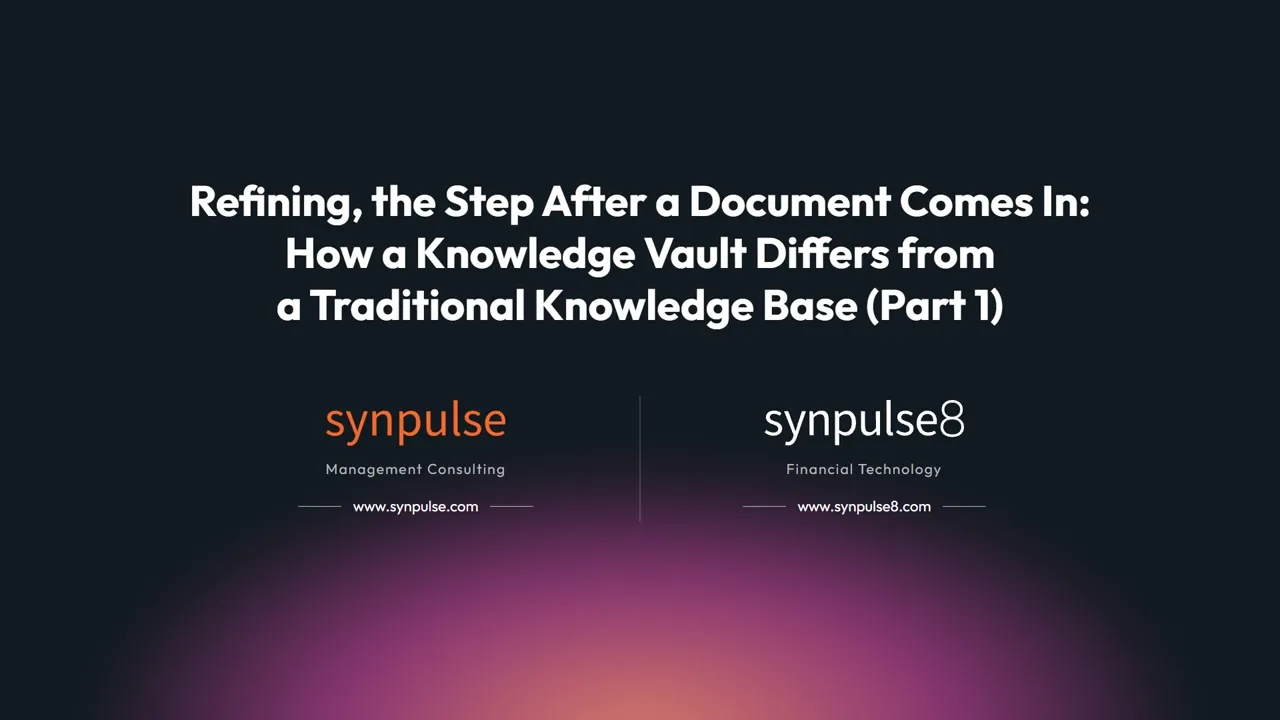 Refining, the Step After a Document Comes In:
How a Knowledge Vault Differs from
a Traditional Knowledge Base (Part 1)
synpulse
Management Consulting
www.synpulse.com
synpulse8
Financial Technology
www.synpulse8.com